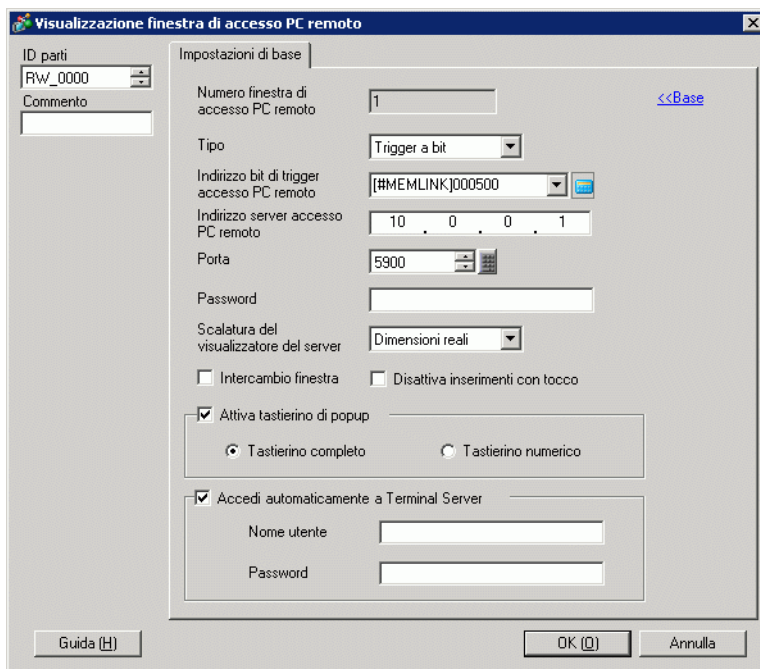 Visualizzazione finestra di accesso PC remoto
ID parti
RW_0000
Commento
Impostazioni di base
Numero finestra di
accesso PC remoto
1
<<Base
Tipo
Trigger a bit
Indirizzo bit di trigger
accesso PC remoto
[#MEMLINK]000500
Indirizzo server accesso
PC remoto
10 . 0 . 0 . 1
Porta
5900
Password
Scalatura del
visualizzatore del server
Dimensioni reali
Intercambio finestra
Disattiva inserimenti con tocco
Attiva tastierino di popup
Tastierino completo
Tastierino numerico
Accedi automaticamente a Terminal Server
Nome utente
Password
Guida (H)
OK (O)
Annulla